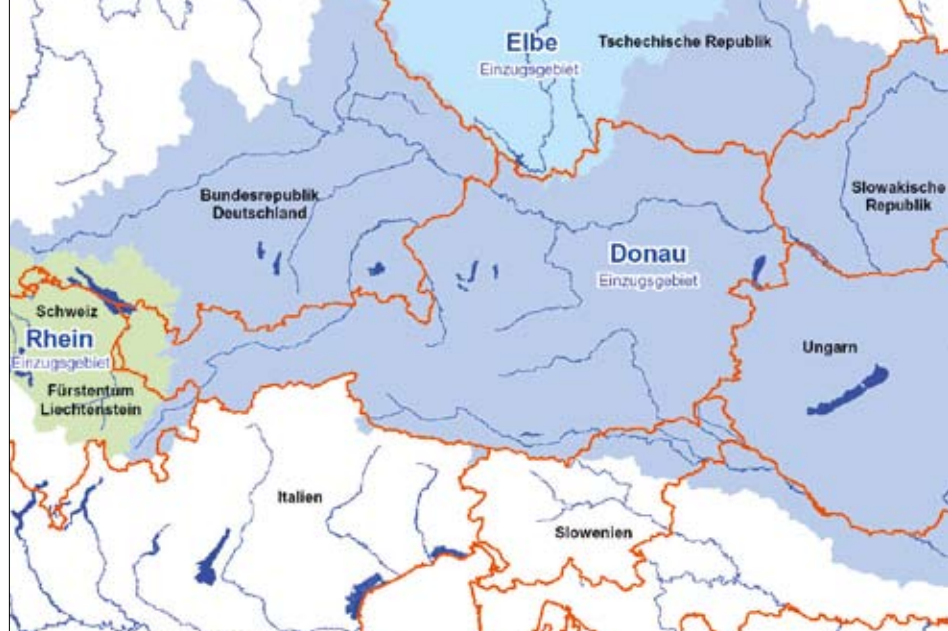 Elbe
Einzugsgebiet
Tschechische Republik
Bundesrepublik
Deutschland
Slowakische
Republik
Donau
Einzugsgebiet
Schweiz
Rhein
Einzugsgebiet
Ungarn
Fürstentum
Liechtenstein
Italien
Slowenien